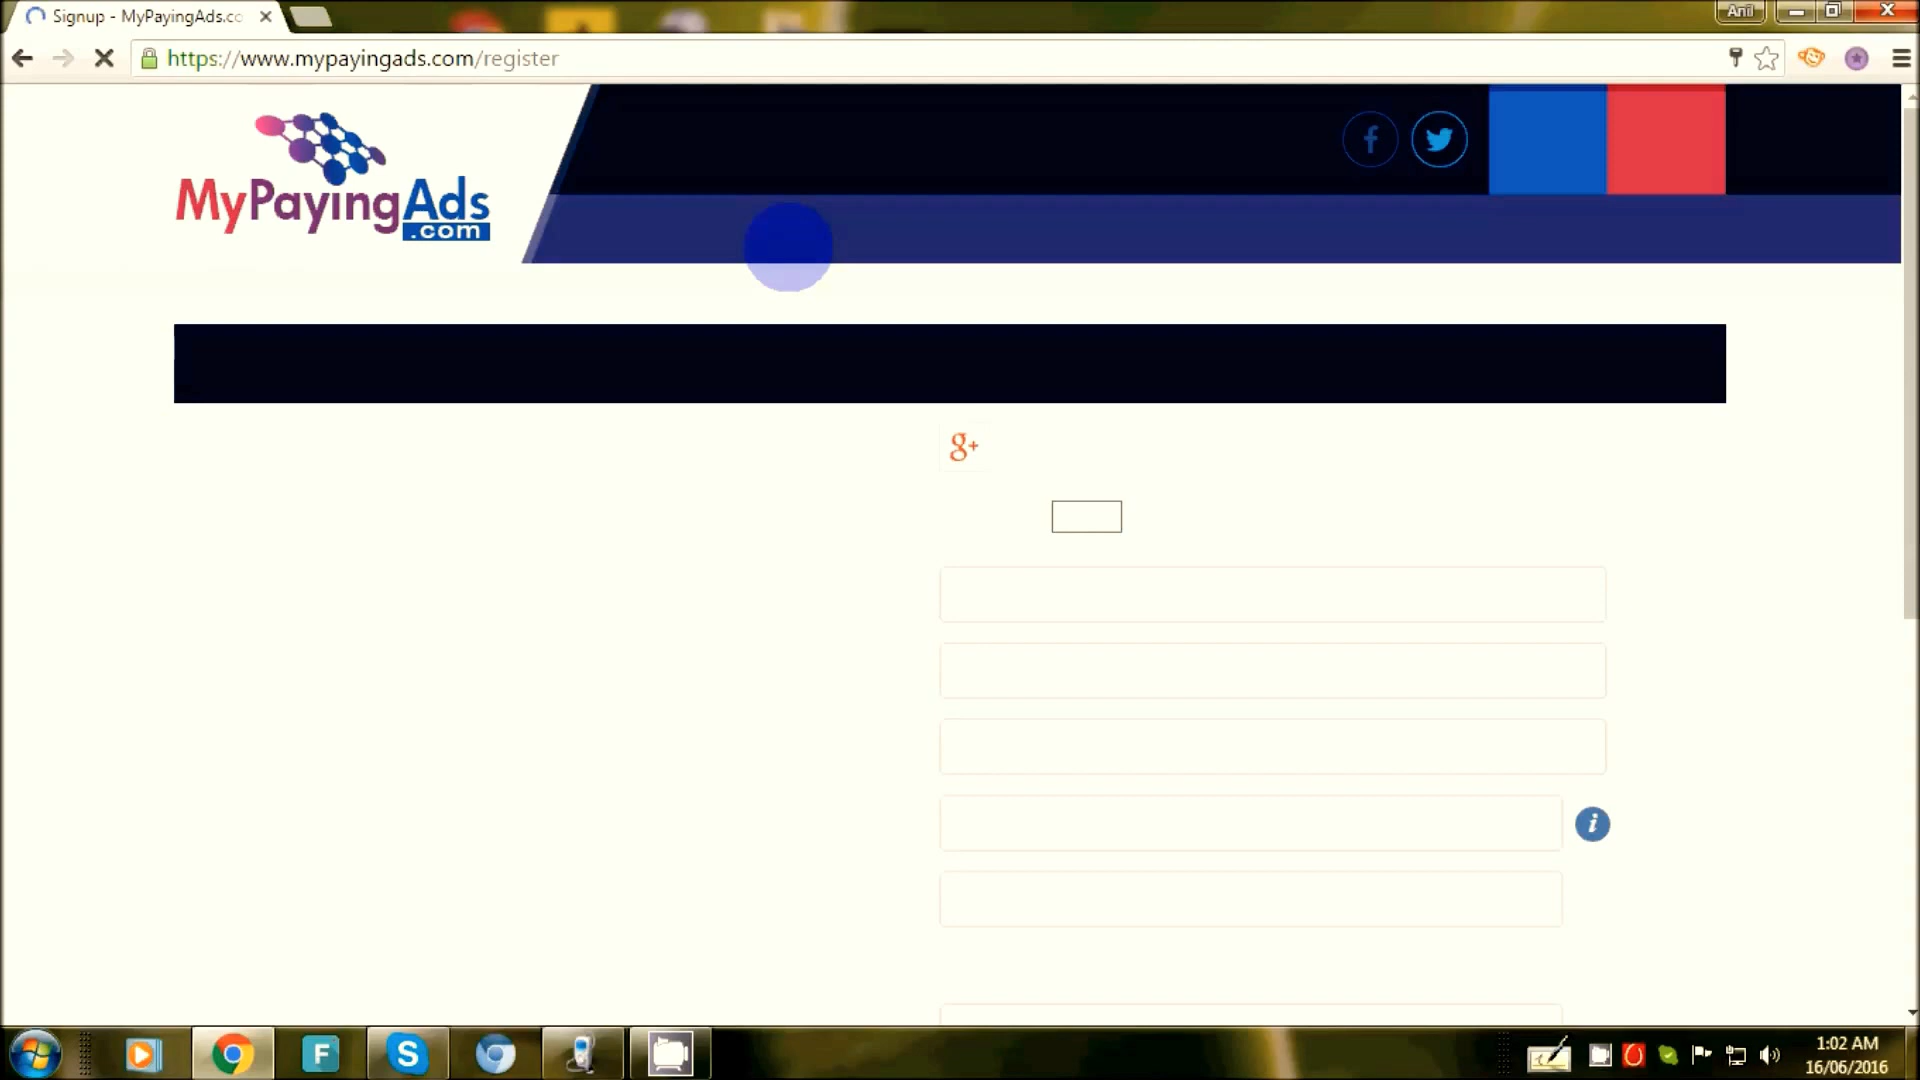 Signup - MyPayingAds.co
Anil
https://www.mypayingads.com/register
MyPayingAds
.com
f
g+
i
F
S
1:02 AM
16/06/2016